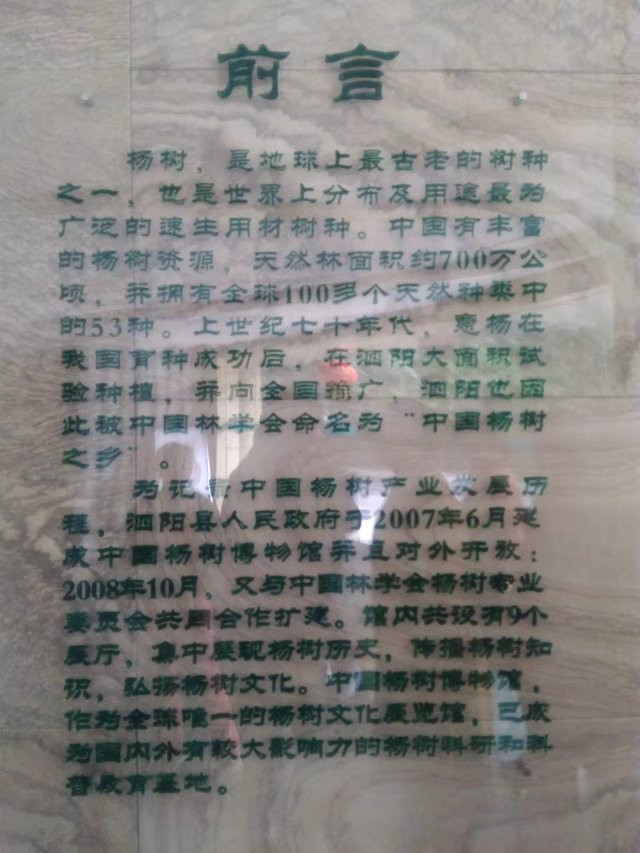 前言
杨树，是地球上最古老的树种
之一，也是世界上分布及用途最为
广泛的速生用材树种。中国有丰富
的杨树资源，天然林面积约700万公
顷，并拥有全球100多个天然种类中
的53种。上世纪七十年代，意杨在
我国育种成功后，在泗阳大面积试
验种植，并向全国推广，泗阳也因
此被中国林学会命名为“中国杨树
之乡”。
为记录中国杨树产业发展历
程，泗阳县人民政府于2007年6月建
成中国杨树博物馆并且对外开放；
2008年10月，又与中国林学会杨树专业
委员会共同合作扩建。馆内共设有9个
展厅，集中展现杨树历史，传播杨树知
识，弘扬杨树文化。中国杨树博物馆，
作为全球唯一的杨树文化展览馆，已成
为国内外有较大影响力的杨树科研和科
普教育基地。